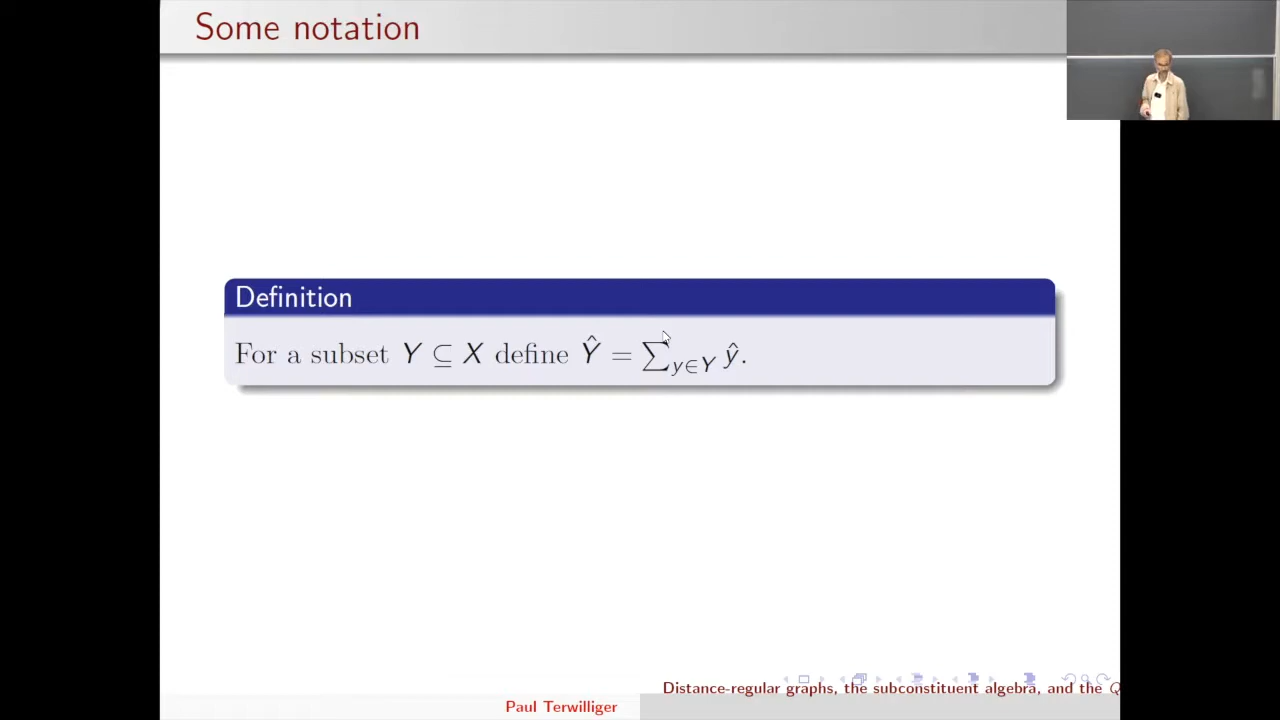 Some notation
Definition
For a subset Y ⊆ X define Ŷ = ∑_{y∈Y} ŷ.
Distance-regular graphs, the subconstituent algebra, and the Q
Paul Terwilliger